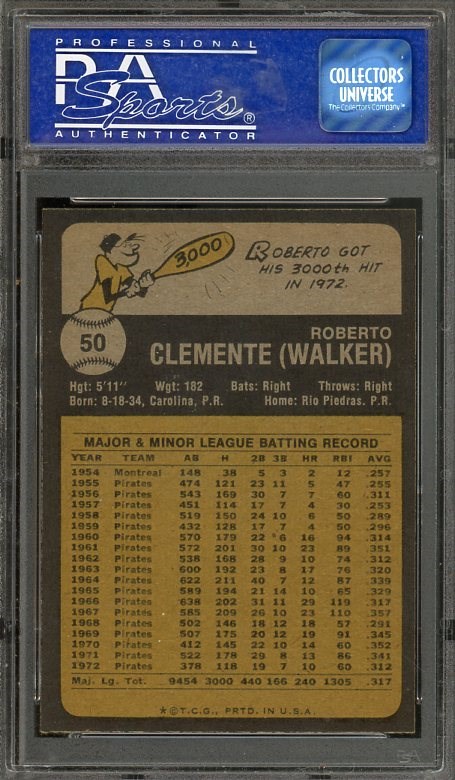 PROFESSIONAL
PSA
Sports®
AUTHENTICATOR
COLLECTORS
UNIVERSE
The Collectors Company™
3,000
ROBERTO GOT
HIS 3000th HIT
IN 1972.
50
ROBERTO
CLEMENTE (WALKER)
Hgt: 5'11" Wgt: 182 Bats: Right Throws: Right
Born: 8-18-34, Carolina, P.R. Home: Rio Piedras, P.R.
MAJOR & MINOR LEAGUE BATTING RECORD
YEAR TEAM AB H 2B 3B HR RBI AVG
1954 Montreal 148 38 5 3 2 12 .257
1955 Pirates 474 121 23 11 5 47 .255
1956 Pirates 543 169 30 7 7 60 .311
1957 Pirates 451 114 17 7 4 30 .253
1958 Pirates 519 150 24 10 6 50 .289
1959 Pirates 432 128 17 7 4 50 .296
1960 Pirates 570 179 22 6 16 94 .314
1961 Pirates 572 201 30 10 23 89 .351
1962 Pirates 538 168 28 9 10 74 .312
1963 Pirates 600 192 23 8 17 76 .320
1964 Pirates 622 211 40 7 12 87 .339
1965 Pirates 589 194 21 14 10 65 .329
1966 Pirates 638 202 31 11 29 119 .317
1967 Pirates 585 209 26 10 23 110 .357
1968 Pirates 502 146 18 12 18 57 .291
1969 Pirates 507 175 20 12 19 91 .345
1970 Pirates 412 145 22 10 14 60 .352
1971 Pirates 522 178 29 8 13 86 .341
1972 Pirates 378 118 19 7 10 60 .312
Maj. Lg. Tot. 9454 3000 440 166 240 1305 .317
★©T.C.G., PRTD. IN U.S.A.
PSA